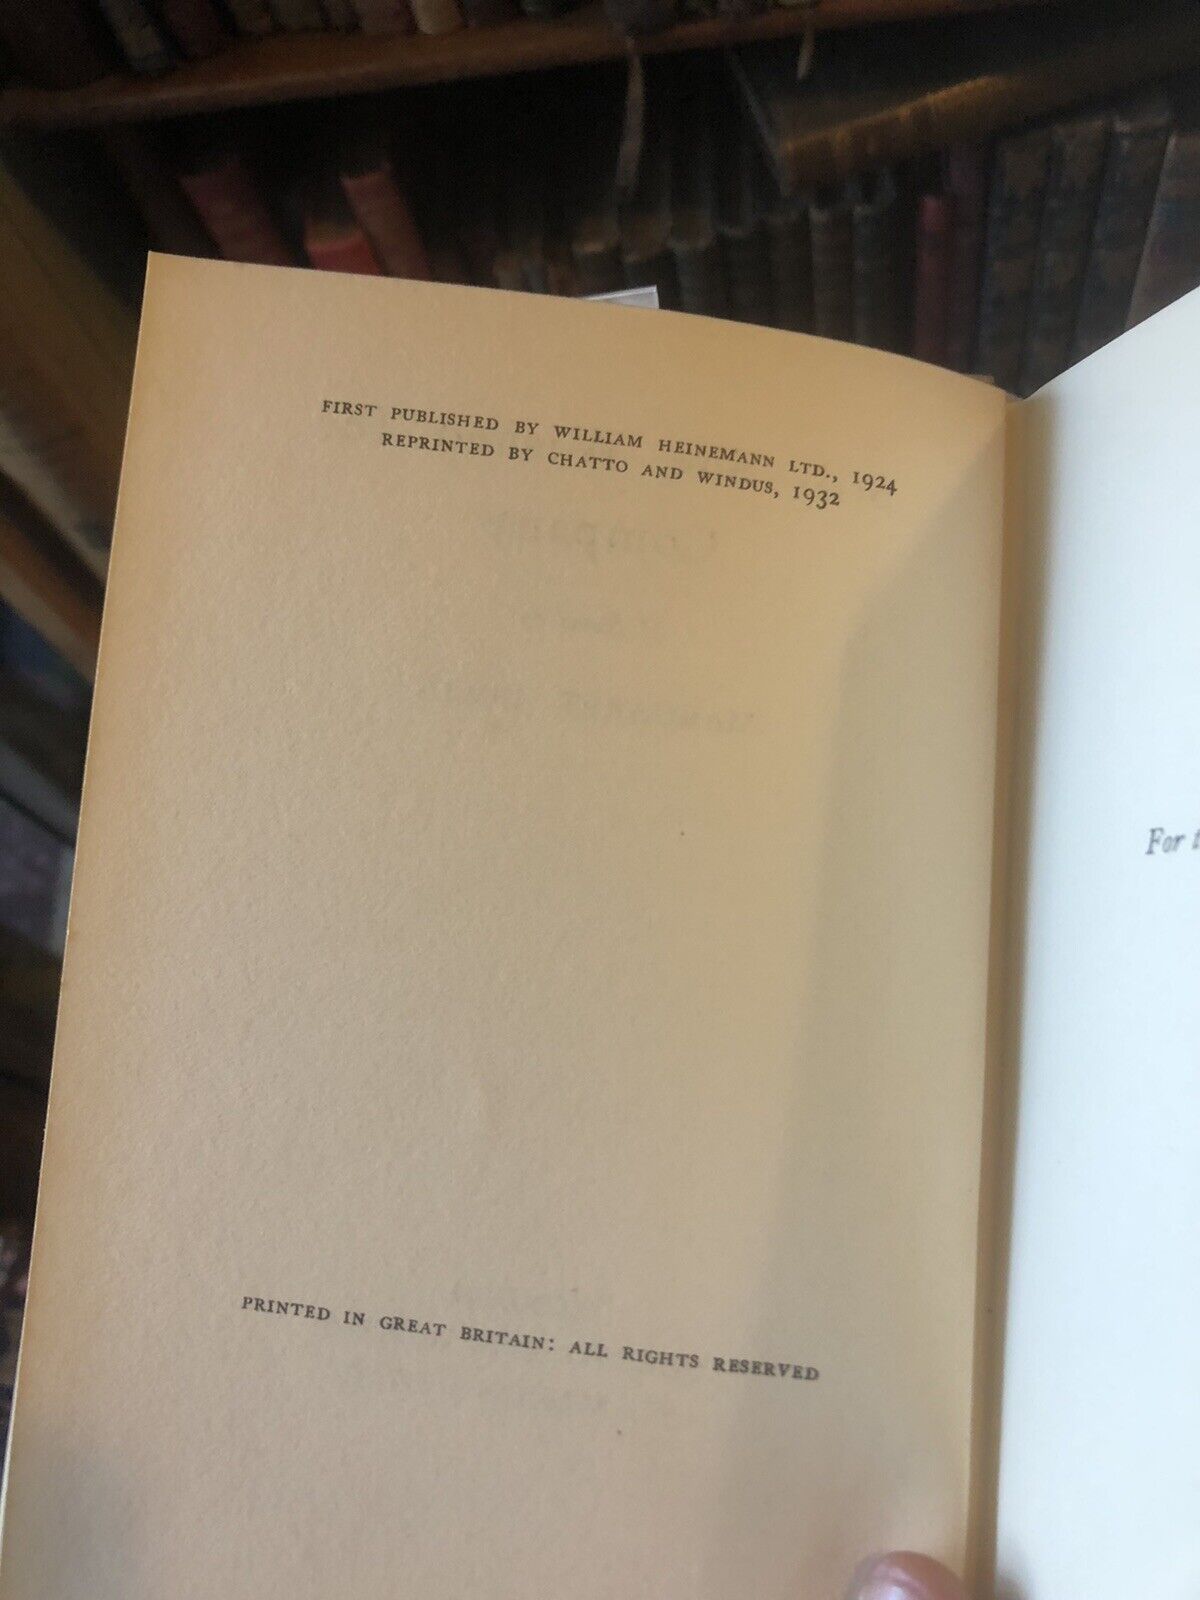 FIRST PUBLISHED BY WILLIAM HEINEMANN LTD., 1924
REPRINTED BY CHATTO AND WINDUS, 1932
PRINTED IN GREAT BRITAIN: ALL RIGHTS RESERVED
For